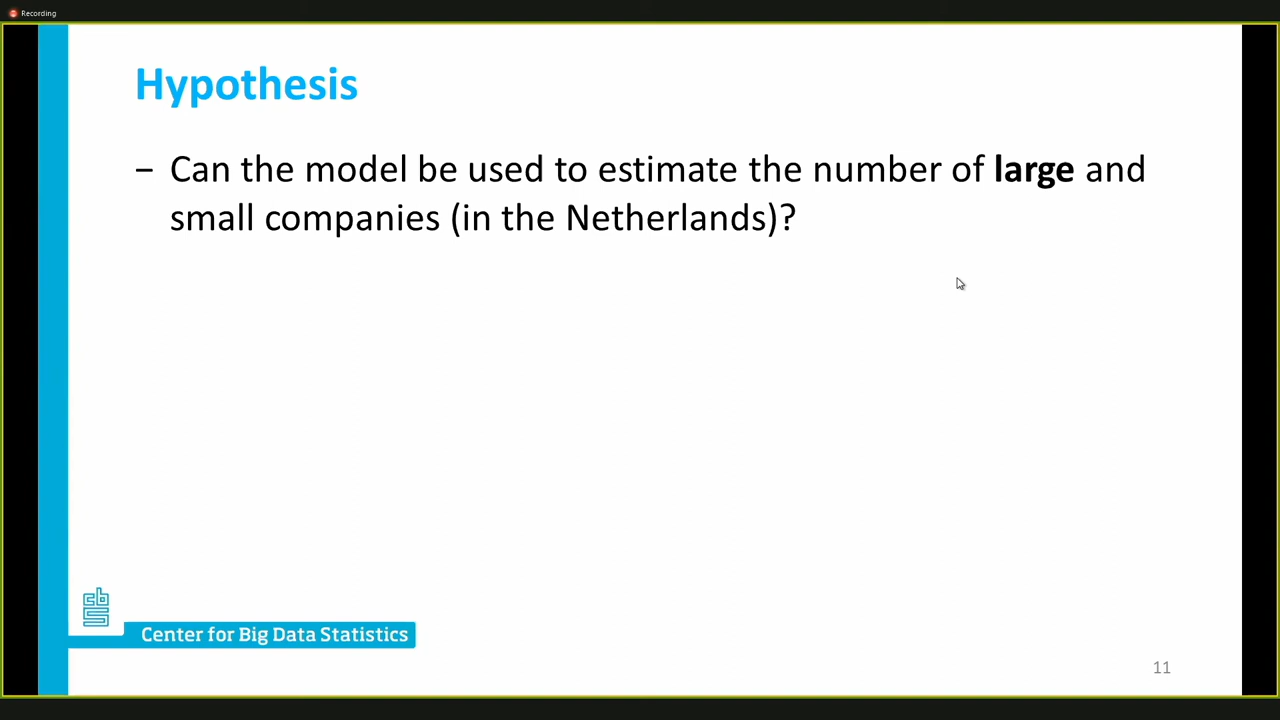 Recording
Hypothesis
– Can the model be used to estimate the number of large and
small companies (in the Netherlands)?
cbs
Center for Big Data Statistics
11